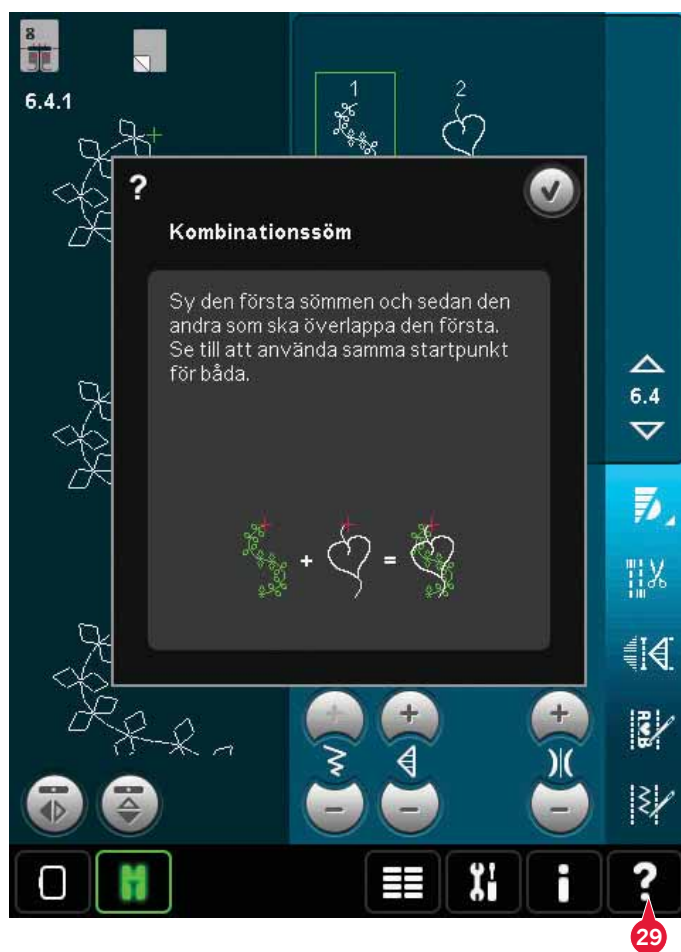 8
6.4.1
1
2
?
Kombinationssöm
Sy den första sömmen och sedan den
andra som ska överlappa den första.
Se till att använda samma startpunkt
för båda.
+
=
6.4
+
+
+
-
-
-
i
?
29